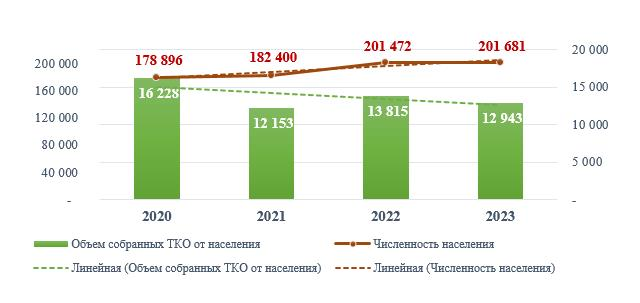 178 896 182 400 201 472 201 681
200 000 20 000
160 000 16 228 15 000
120 000 12 153 13 815 12 943 10 000
80 000 5 000
40 000
- -
2020 2021 2022 2023
Объем собранных ТКО от населения Численность населения
Линейная (Объем собранных ТКО от населения) Линейная (Численность населения)